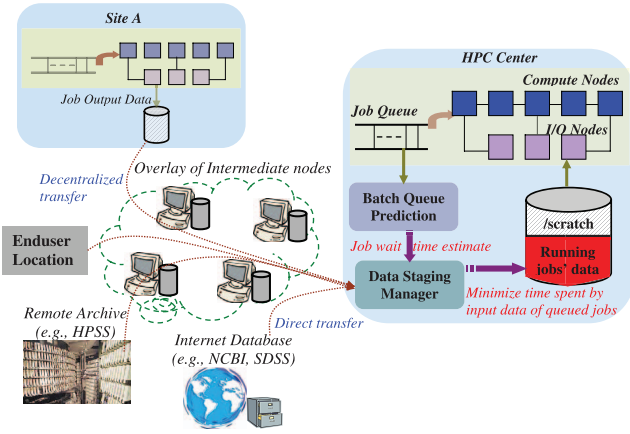 Site A
Job Output Data
HPC Center
Compute Nodes
Job Queue
I/O Nodes
Decentralized
transfer
Overlay of Intermediate nodes
Batch Queue
Prediction
/scratch
Enduser
Location
Job wait time estimate
Running
jobs' data
Data Staging
Manager
Minimize time spent by
input data of queued jobs
Remote Archive
(e.g., HPSS)
Direct transfer
Internet Database
(e.g., NCBI, SDSS)